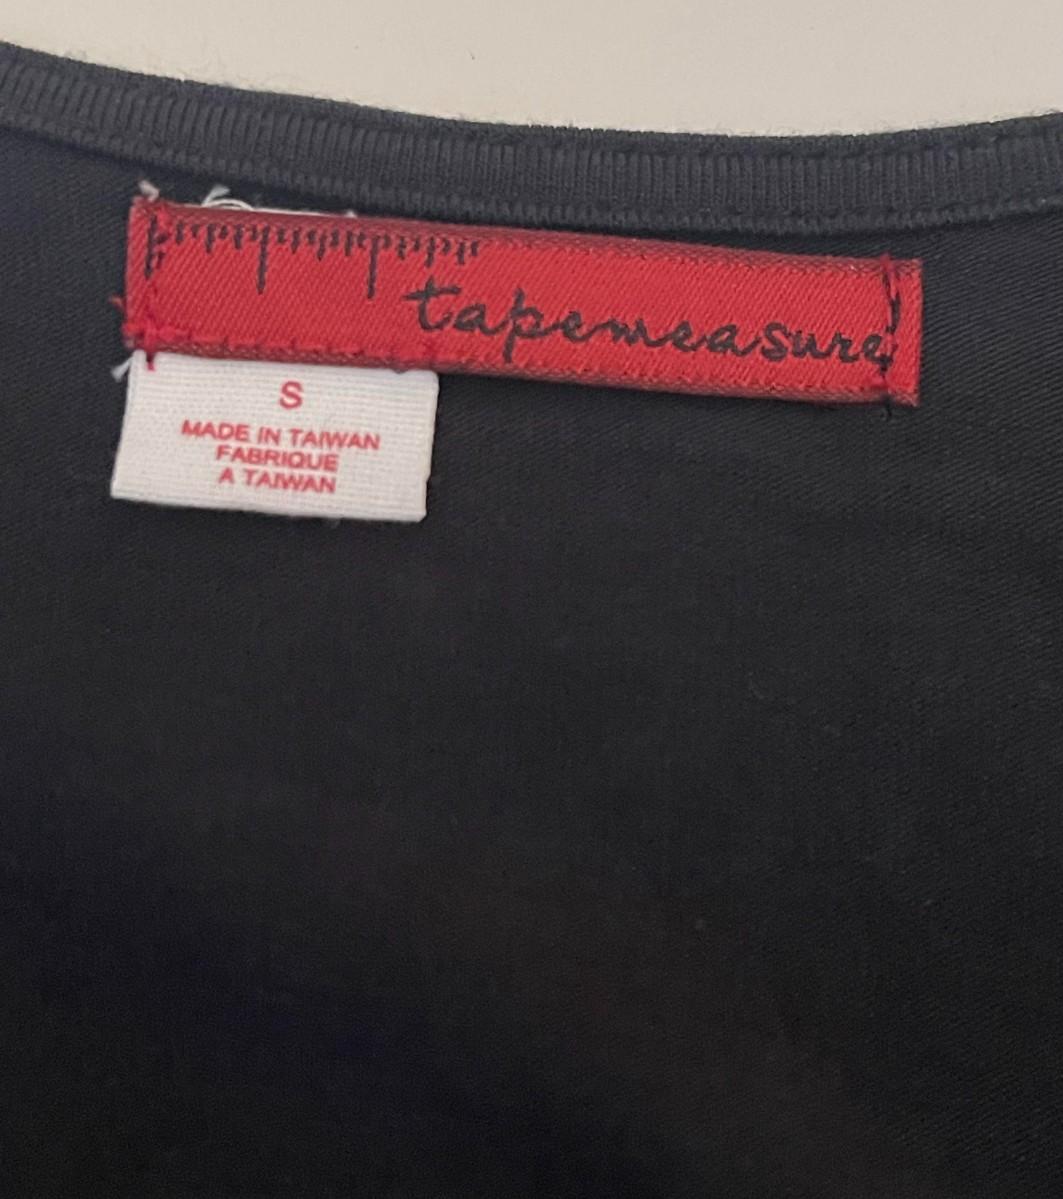 tapemeasure
S
MADE IN TAIWAN
FABRIQUE
A TAIWAN